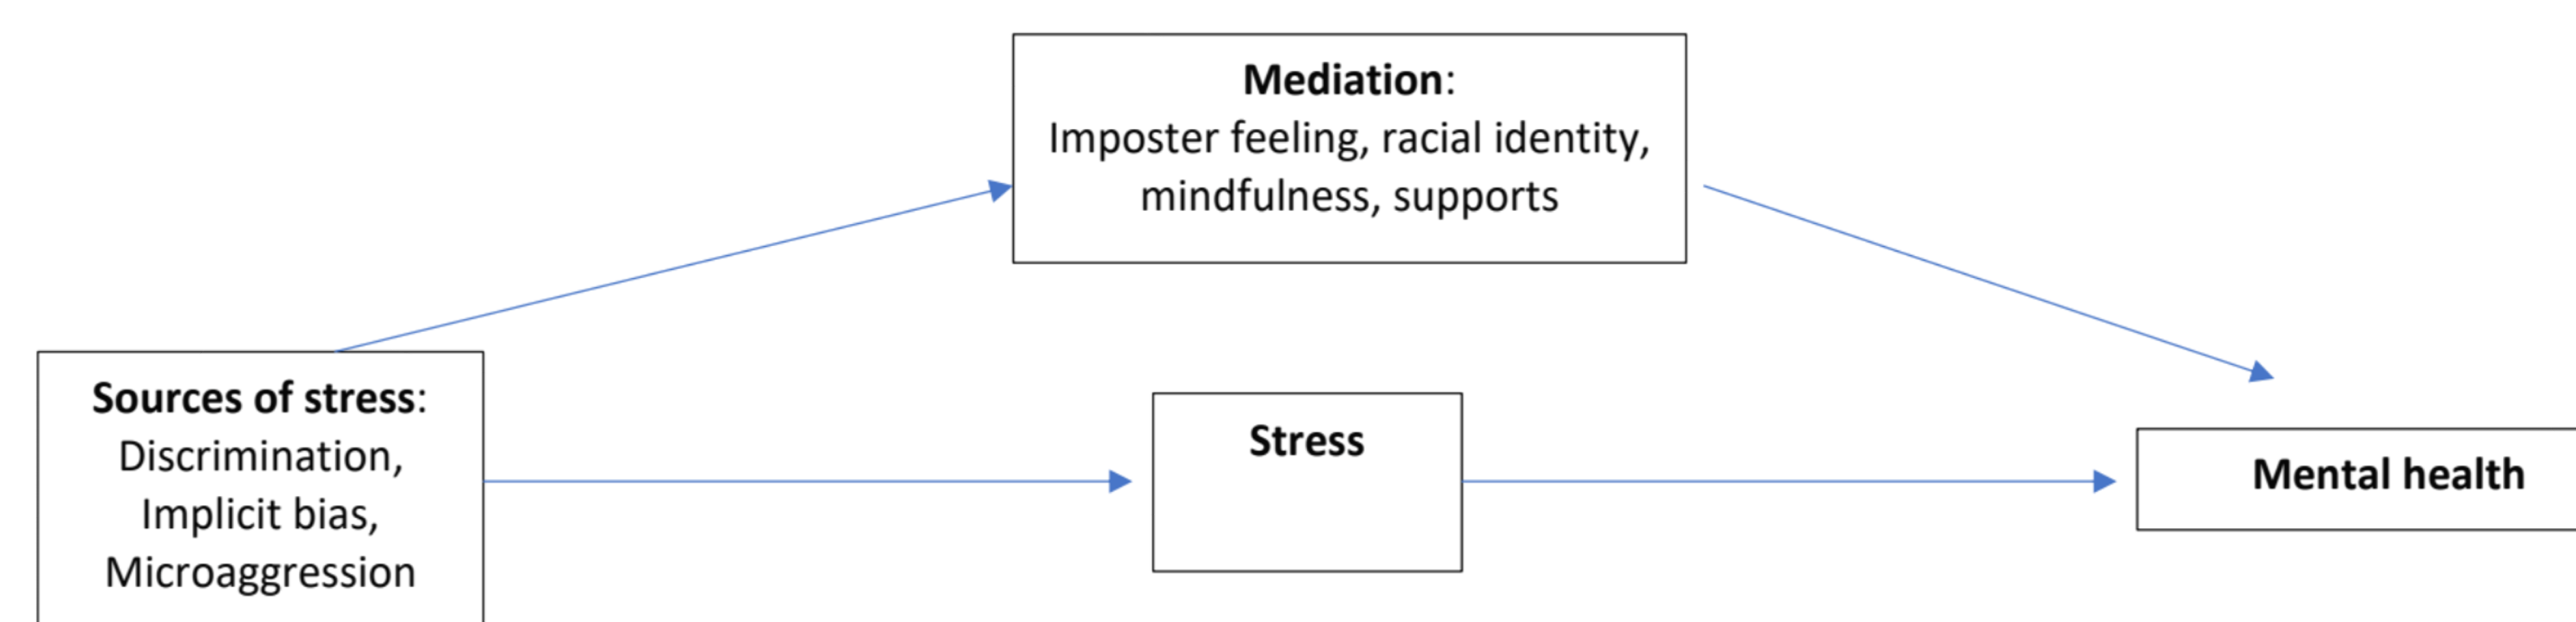 Mediation:
Imposter feeling, racial identity,
mindfulness, supports
Sources of stress:
Discrimination,
Implicit bias,
Microaggression
Stress
Mental health